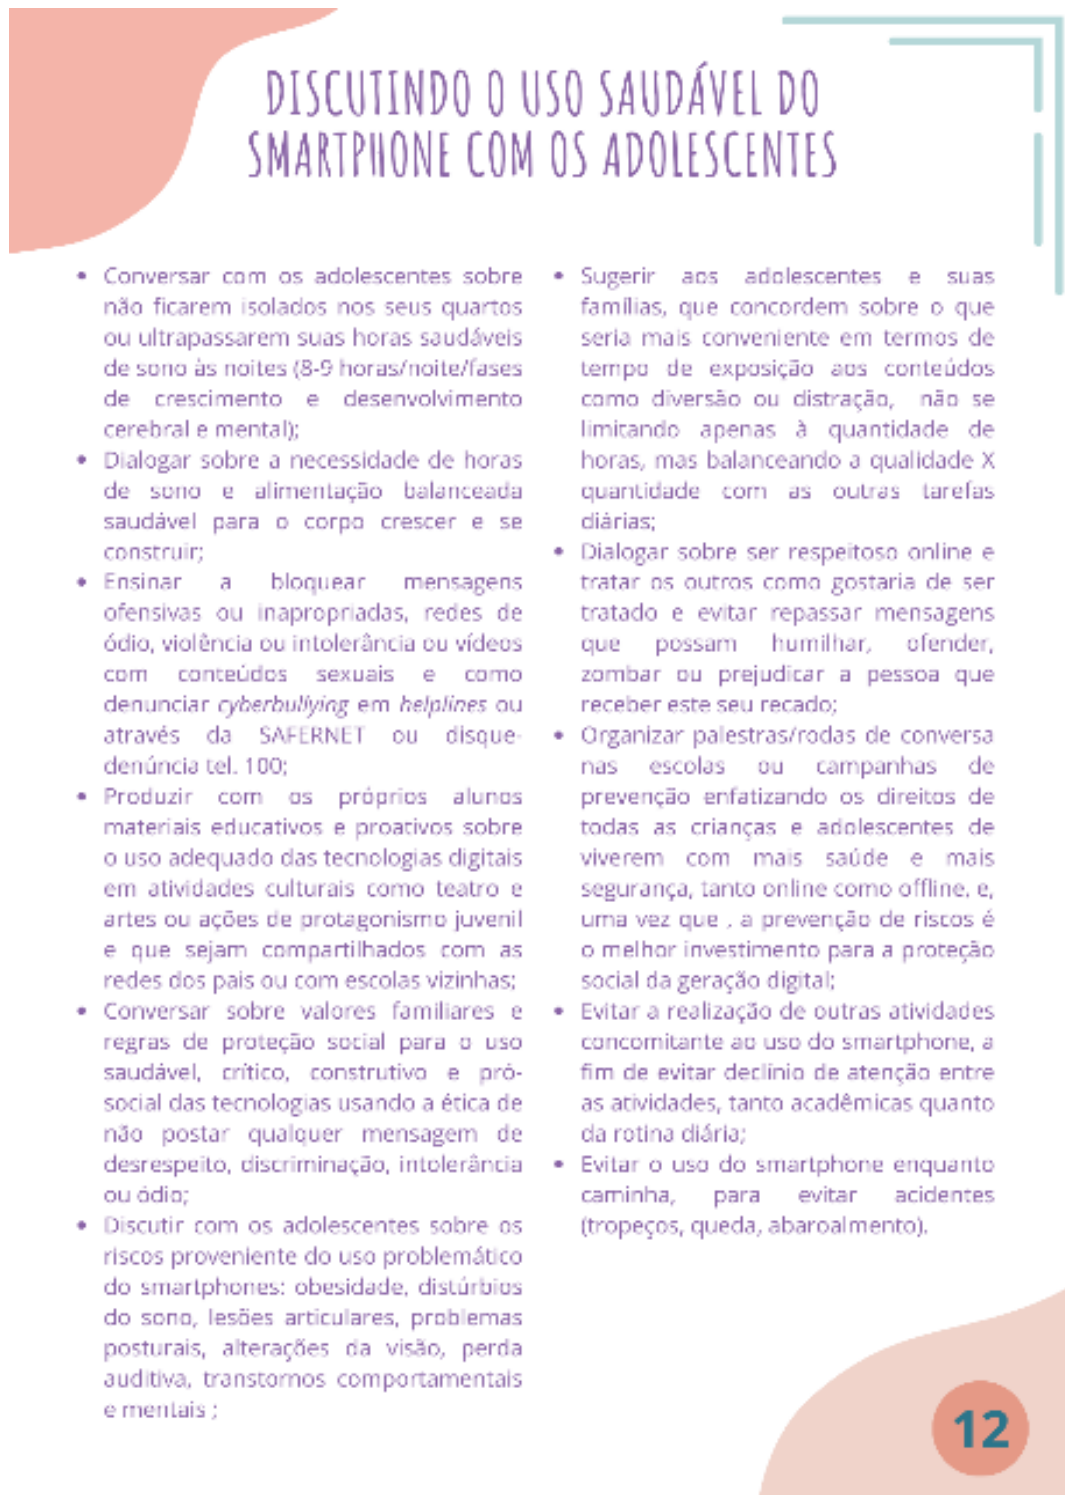 DISCUTINDO O USO SAUDÁVEL DO
SMARTPHONE COM OS ADOLESCENTES
• Conversar com os adolescentes sobre
não ficarem isolados nos seus quartos
ou ultrapassarem suas horas saudáveis
de sono às noites (8-9 horas/noite/fases
de crescimento e desenvolvimento
cerebral e mental);
• Dialogar sobre a necessidade de horas
de sono e alimentação balanceada
saudável para o corpo crescer e se
construir;
• Ensinar a bloquear mensagens
ofensivas ou inapropriadas, redes de
ódio, violência ou intolerância ou vídeos
com conteúdos sexuais e como
denunciar cyberbullying em helplines ou
através da SAFERNET ou disque-
denúncia tel. 100;
• Produzir com os próprios alunos
materiais educativos e proativos sobre
o uso adequado das tecnologias digitais
em atividades culturais como teatro e
artes ou ações de protagonismo juvenil
e que sejam compartilhados com as
redes dos pais ou com escolas vizinhas;
• Conversar sobre valores familiares e
regras de proteção social para o uso
saudável, crítico, construtivo e pró-
social das tecnologias usando a ética de
não postar qualquer mensagem de
desrespeito, discriminação, intolerância
ou ódio;
• Discutir com os adolescentes sobre os
riscos proveniente do uso problemático
do smartphones: obesidade, distúrbios
do sono, lesões articulares, problemas
posturais, alterações da visão, perda
auditiva, transtornos comportamentais
e mentais ;
• Sugerir aos adolescentes e suas
famílias, que concordem sobre o que
seria mais conveniente em termos de
tempo de exposição aos conteúdos
como diversão ou distração, não se
limitando apenas à quantidade de
horas, mas balanceando a qualidade X
quantidade com as outras tarefas
diárias;
• Dialogar sobre ser respeitoso online e
tratar os outros como gostaria de ser
tratado e evitar repassar mensagens
que possam humilhar, ofender,
zombar ou prejudicar a pessoa que
receber este seu recado;
• Organizar palestras/rodas de conversa
nas escolas ou campanhas de
prevenção enfatizando os direitos de
todas as crianças e adolescentes de
viverem com mais saúde e mais
segurança, tanto online como offline, e,
uma vez que , a prevenção de riscos é
o melhor investimento para a proteção
social da geração digital;
• Evitar a realização de outras atividades
concomitante ao uso do smartphone, a
fim de evitar declínio de atenção entre
as atividades, tanto acadêmicas quanto
da rotina diária;
• Evitar o uso do smartphone enquanto
caminha, para evitar acidentes
(tropeços, queda, abaroalmento).
12